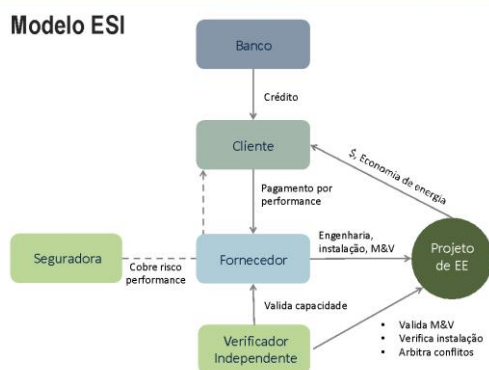 Modelo ESI
Banco
Crédito
Cliente
$, Economia de energia
Pagamento por
performance
Engenharia,
instalação, M&V
Seguradora
Cobre risco
performance
Fornecedor
Projeto
de EE
Valida capacidade
Verificador
Independente
• Valida M&V
• Verifica instalação
• Arbitra conflitos